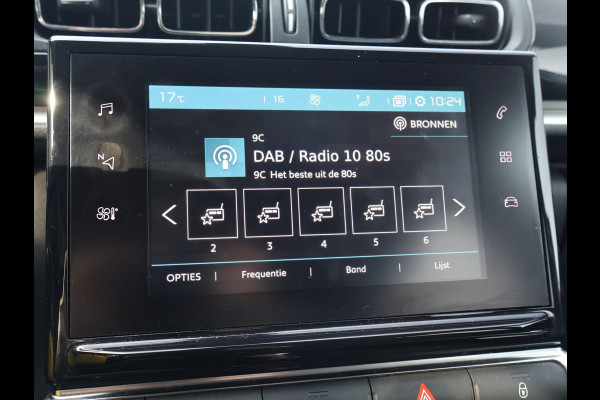 17°C 16 10:24
BRONNEN
9C
DAB / Radio 10 80s
9C Het beste uit de 80s
2 3 4 5 6
OPTIES Frequentie Band Lijst
N